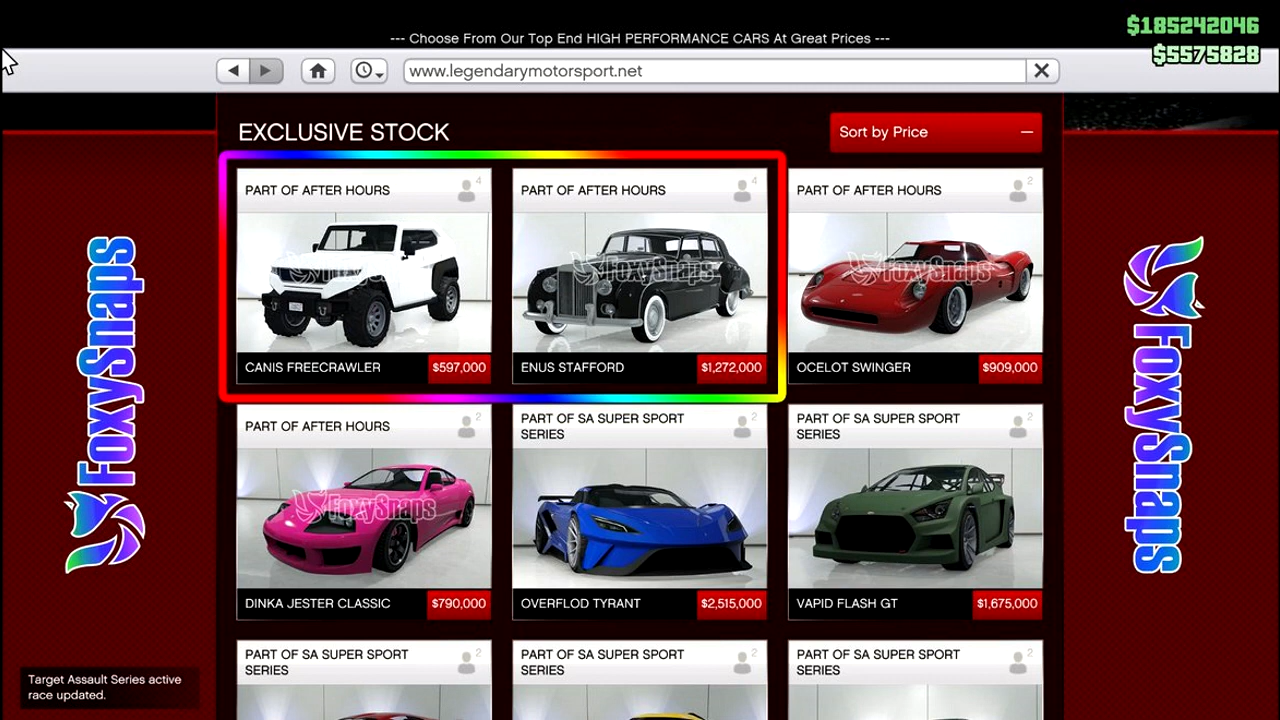 --- Choose From Our Top End HIGH PERFORMANCE CARS At Great Prices ---
$185242046
$5575828
www.legendarymotorsport.net
EXCLUSIVE STOCK
Sort by Price
PART OF AFTER HOURS
4
PART OF AFTER HOURS
4
PART OF AFTER HOURS
2
FoxySnaps
FoxySnaps
FoxySnaps
CANIS FREECRAWLER
$597,000
ENUS STAFFORD
$1,272,000
OCELOT SWINGER
$909,000
FoxySnaps
FoxySnaps
PART OF AFTER HOURS
2
PART OF SA SUPER SPORT
SERIES
2
PART OF SA SUPER SPORT
SERIES
2
FoxySnaps
DINKA JESTER CLASSIC
$790,000
OVERFLOD TYRANT
$2,515,000
VAPID FLASH GT
$1,675,000
PART OF SA SUPER SPORT
SERIES
2
PART OF SA SUPER SPORT
SERIES
2
PART OF SA SUPER SPORT
SERIES
2
Target Assault Series active
race updated.